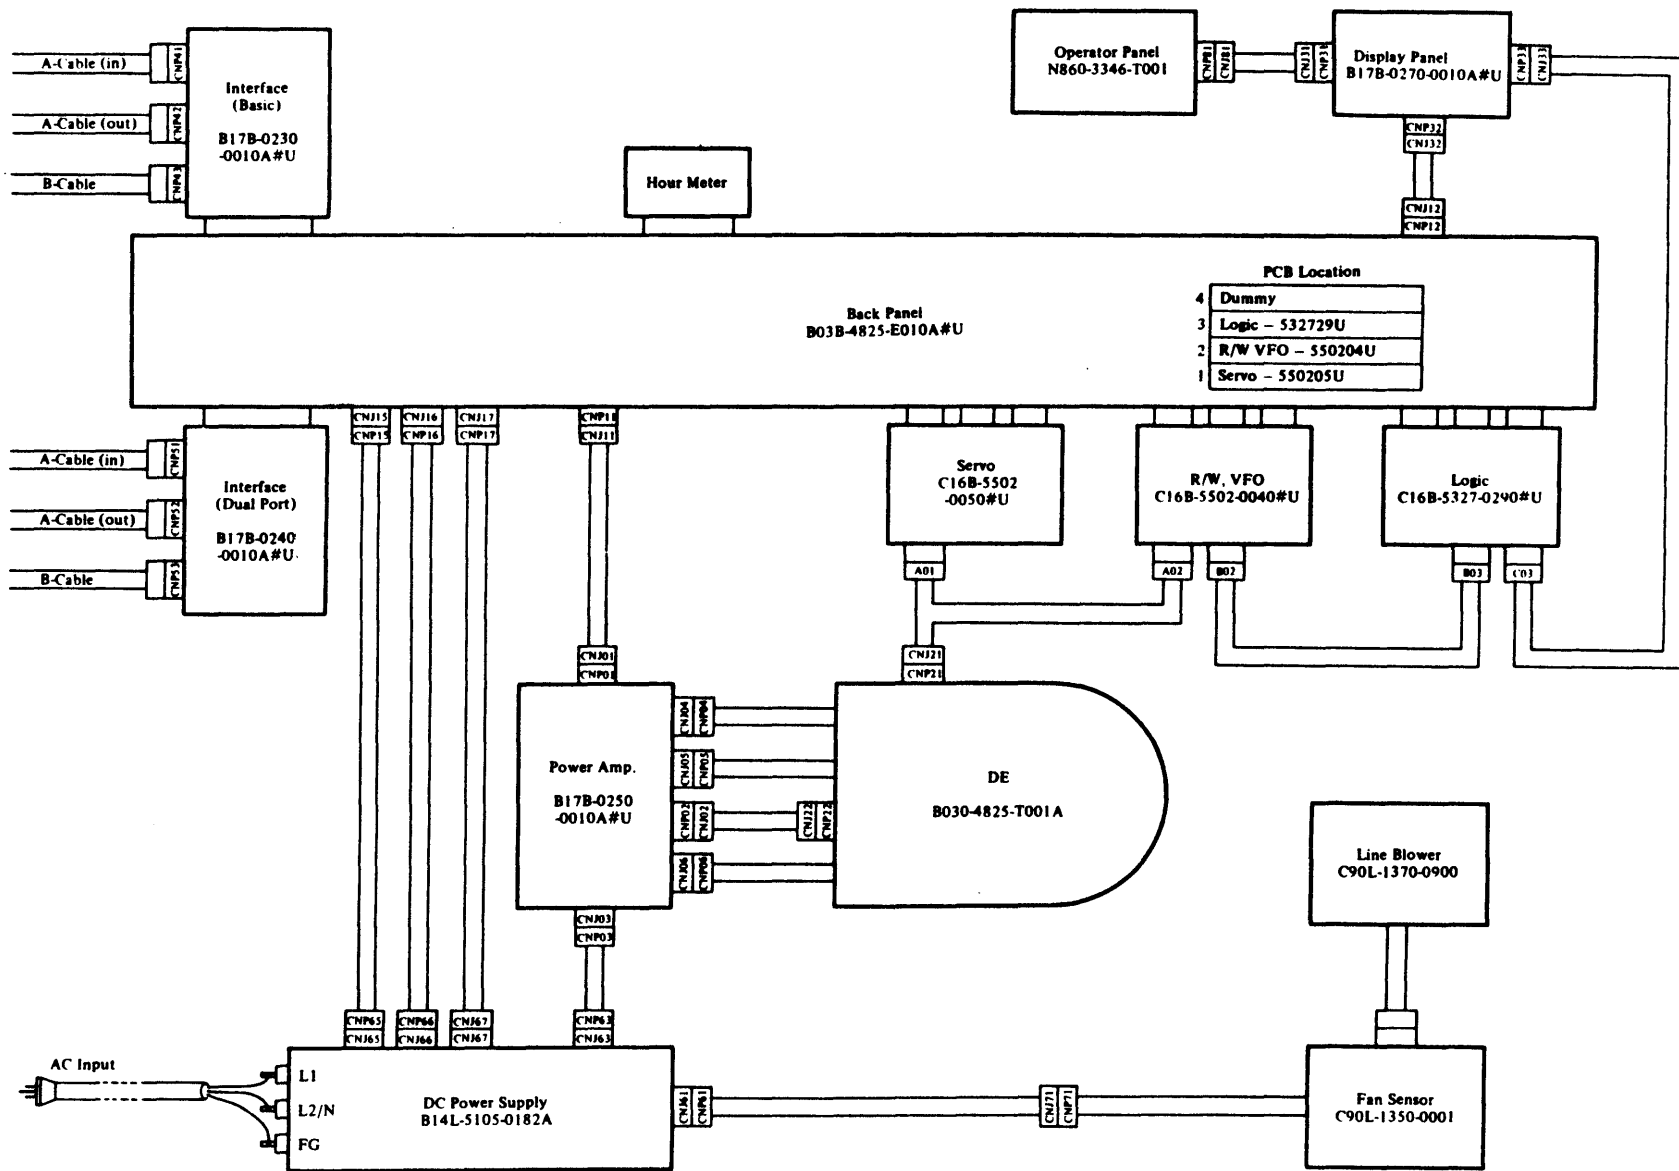 A-Cable (in)
CNP41
A-Cable (out)
CNP42
B-Cable
CNP43
Interface
(Basic)
B17B-0230
-0010A#U
Hour Meter
Operator Panel
N860-3346-T001
CNP81
CNJ81
CNJ31
CNP31
Display Panel
B17B-0270-0010A#U
CNP33
CNJ33
CNP32
CNJ32
CNJ12
CNP12
Back Panel
B03B-4825-E010A#U
PCB Location
4 Dummy
3 Logic – 532729U
2 R/W VFO – 550204U
1 Servo – 550205U
CNJ15
CNP15
CNJ16
CNP16
CNJ17
CNP17
CNP11
CNJ11
A-Cable (in)
CNP51
A-Cable (out)
CNP52
B-Cable
CNP53
Interface
(Dual Port)
B17B-0240
-0010A#U
Servo
C16B-5502
-0050#U
A01
R/W, VFO
C16B-5502-0040#U
A02
B02
Logic
C16B-5327-0290#U
B03
C03
CNJ01
CNP01
CNJ21
CNP21
Power Amp.
B17B-0250
-0010A#U
CNJ04
CNP04
CNJ05
CNP05
CNP02
CNJ02
CNJ22
CNP22
CNJ06
CNP06
DE
B030-4825-T001A
CNJ03
CNP03
Line Blower
C90L-1370-0900
CNP65
CNJ65
CNP66
CNJ66
CNJ67
CNJ67
CNP63
CNJ63
AC Input
L1
L2/N
FG
DC Power Supply
B14L-5105-0182A
CNJ61
CNP61
CNJ71
CNP71
Fan Sensor
C90L-1350-0001